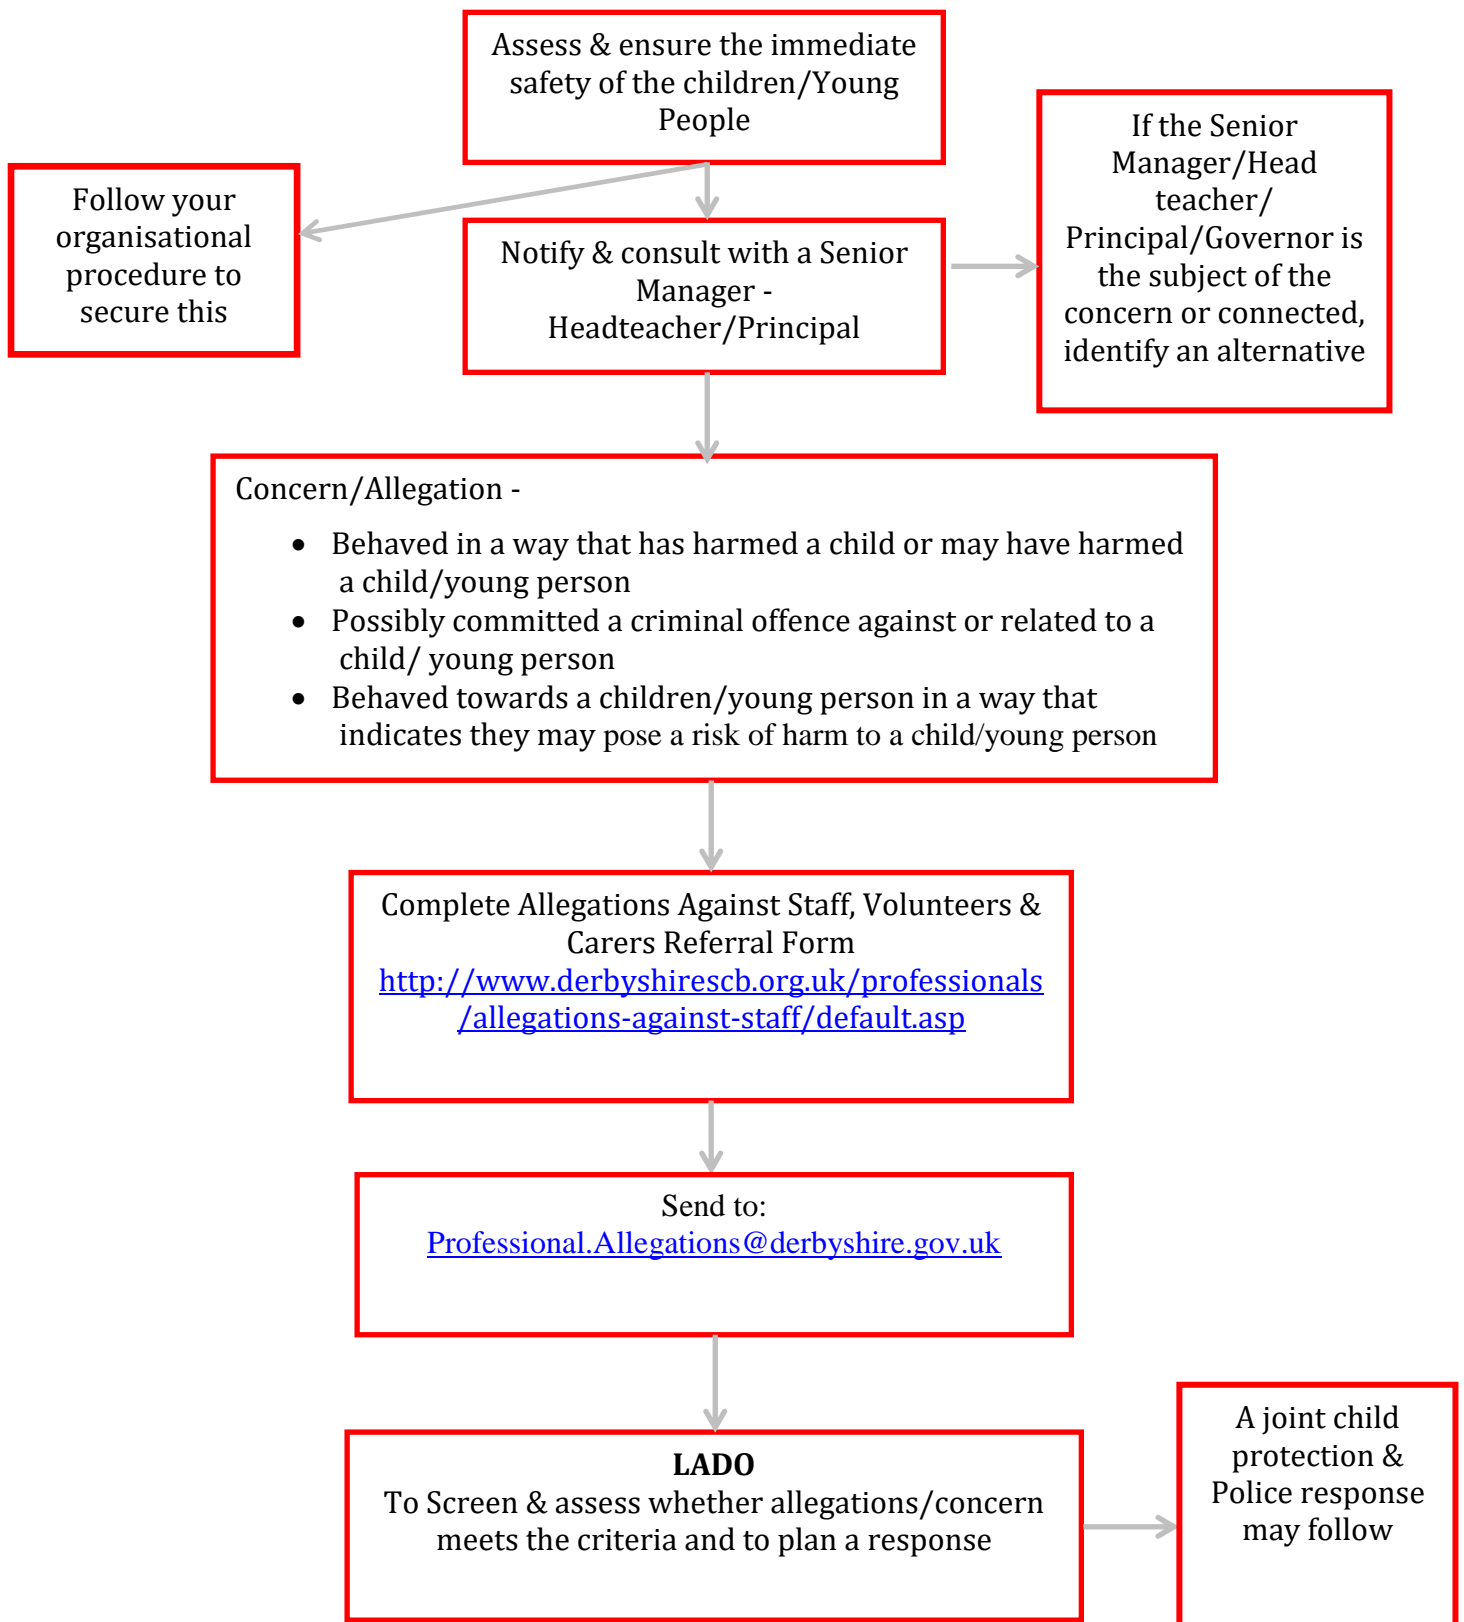 Assess & ensure the immediate
safety of the children/Young
People
Follow your
organisational
procedure to
secure this
Notify & consult with a Senior
Manager -
Headteacher/Principal
If the Senior
Manager/Head
teacher/
Principal/Governor is
the subject of the
concern or connected,
identify an alternative
Concern/Allegation -
• Behaved in a way that has harmed a child or may have harmed
a child/young person
• Possibly committed a criminal offence against or related to a
child/ young person
• Behaved towards a children/young person in a way that
indicates they may pose a risk of harm to a child/young person
Complete Allegations Against Staff, Volunteers &
Carers Referral Form
http://www.derbyshirescb.org.uk/professionals
/allegations-against-staff/default.asp
Send to:
Professional.Allegations@derbyshire.gov.uk
LADO
To Screen & assess whether allegations/concern
meets the criteria and to plan a response
A joint child
protection &
Police response
may follow